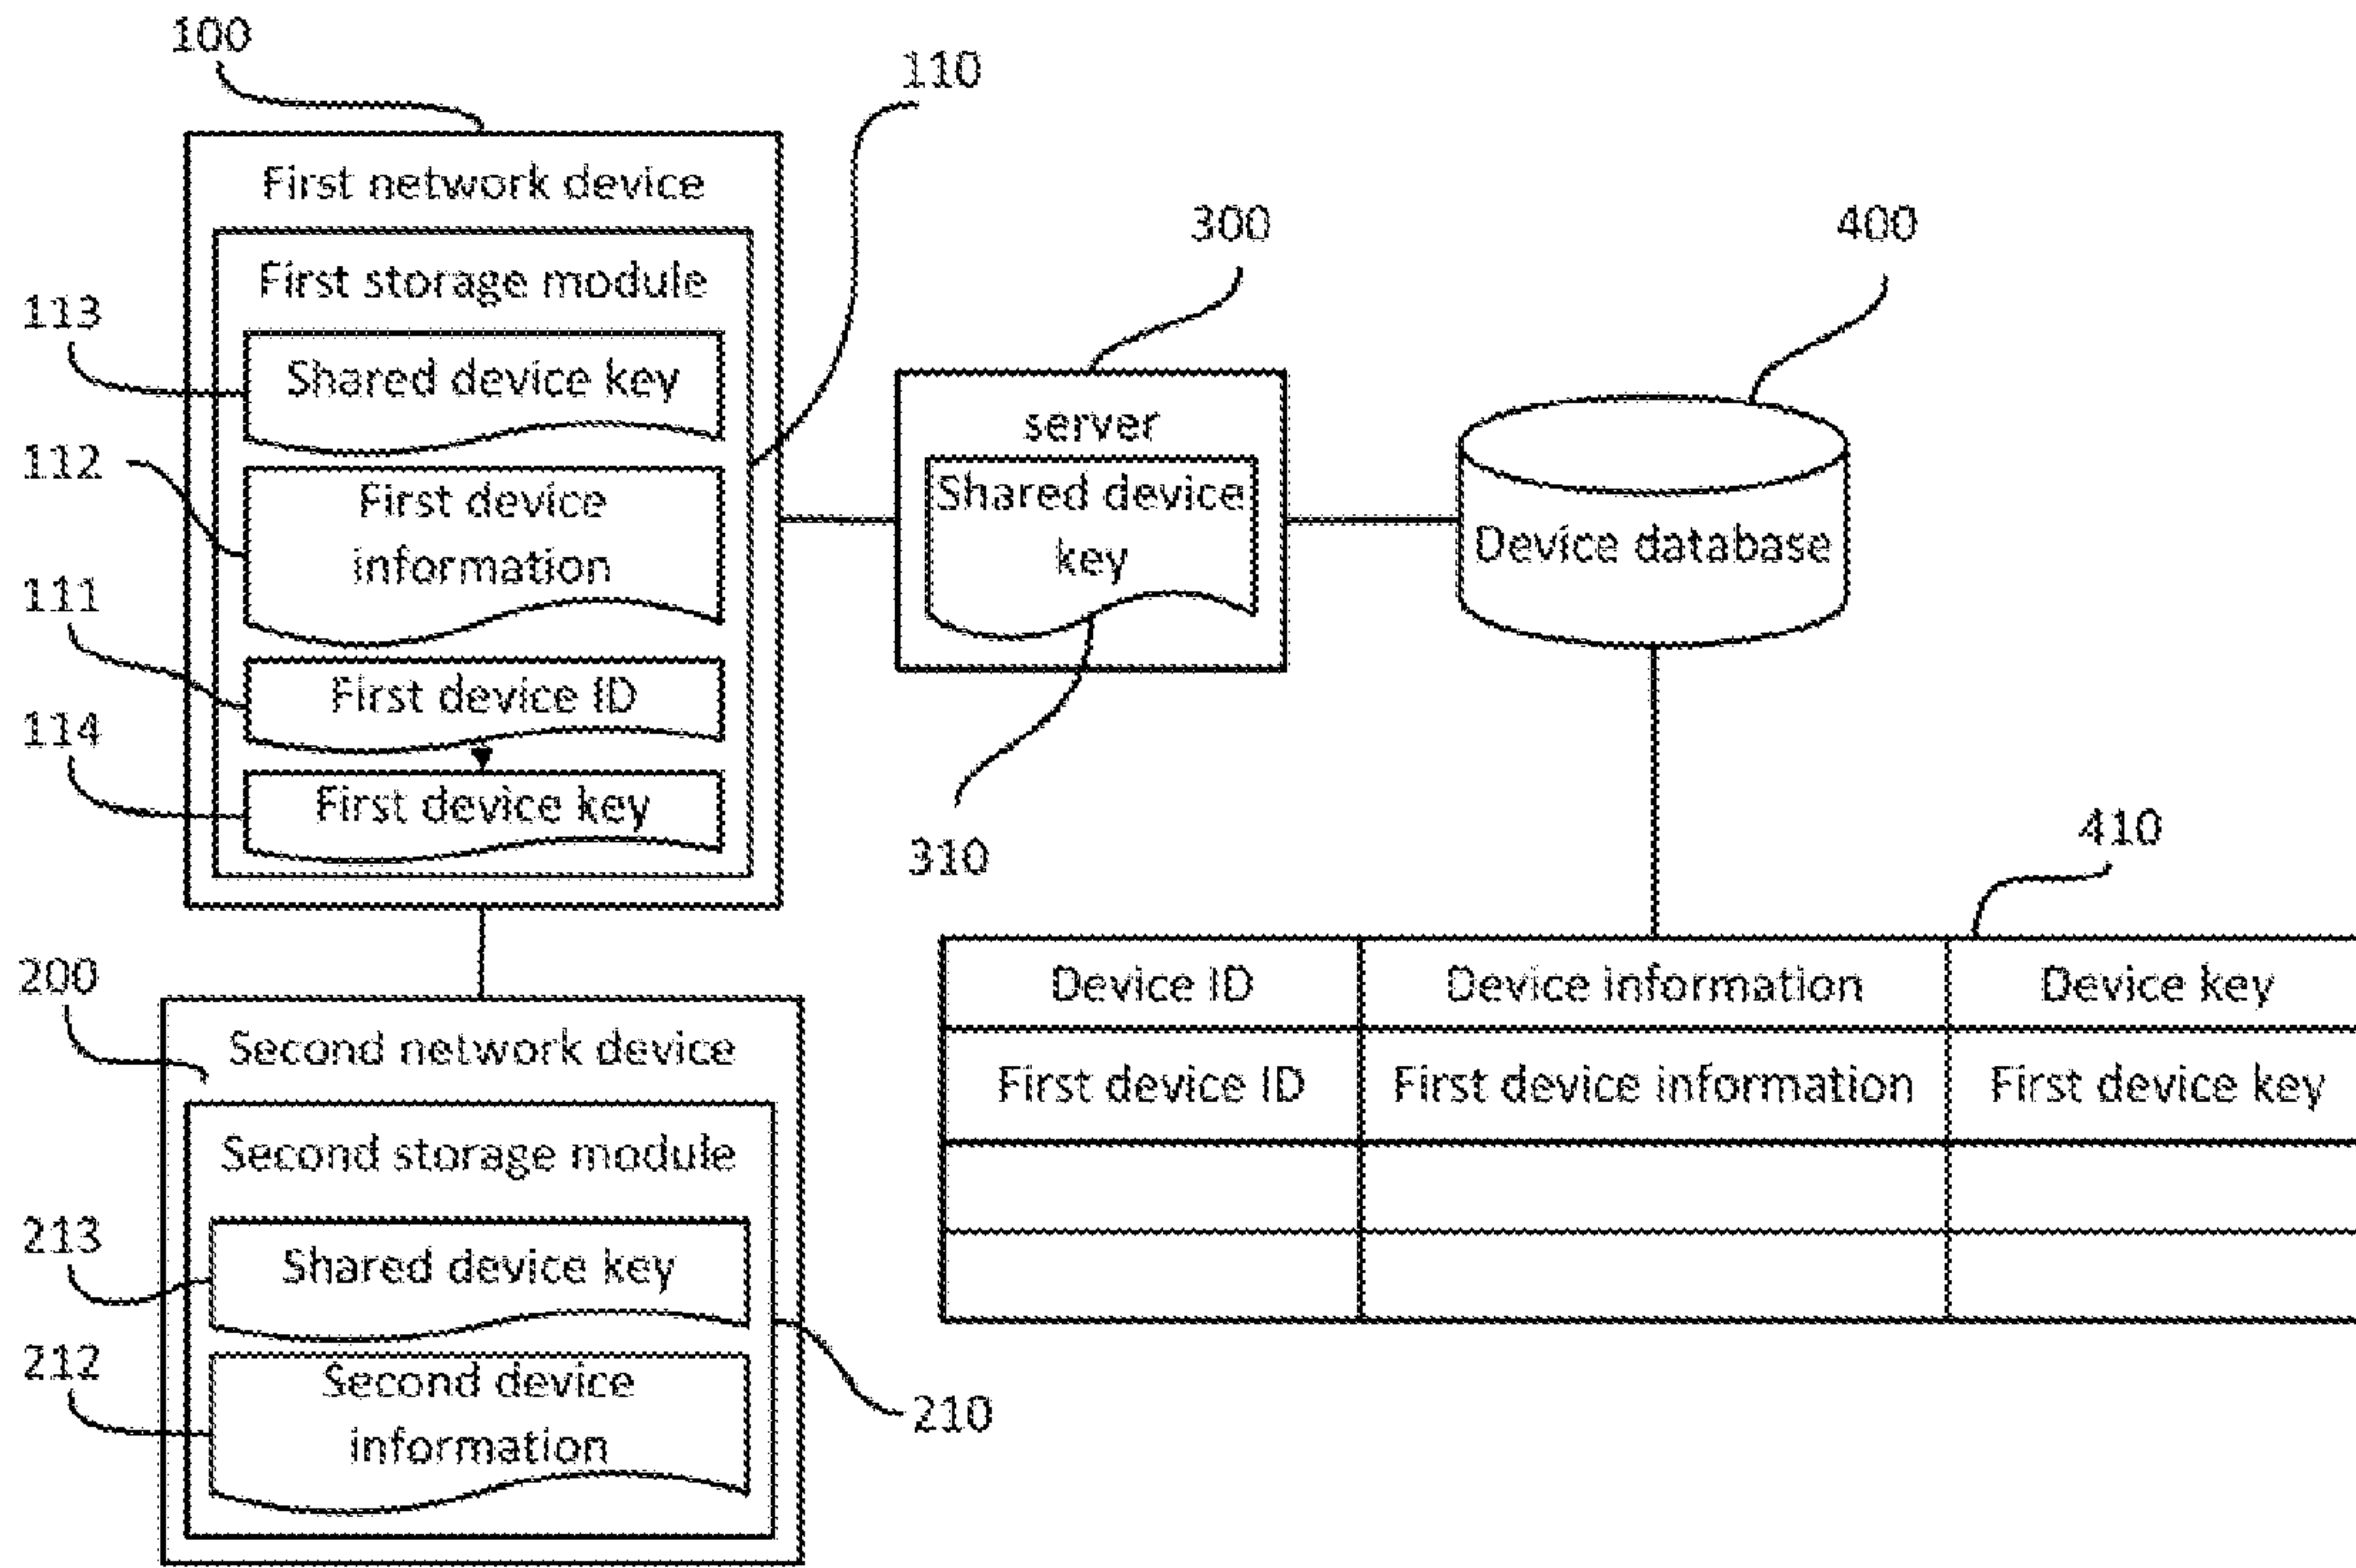 100
110
First network device
First storage module
113
Shared device key
112
First device
information
111
First device ID
114
First device key
300
server
Shared device
key
310
400
Device database
410
Device ID Device information Device key
First device ID First device information First device key
200
Second network device
Second storage module
213
Shared device key
212
Second device
information
210